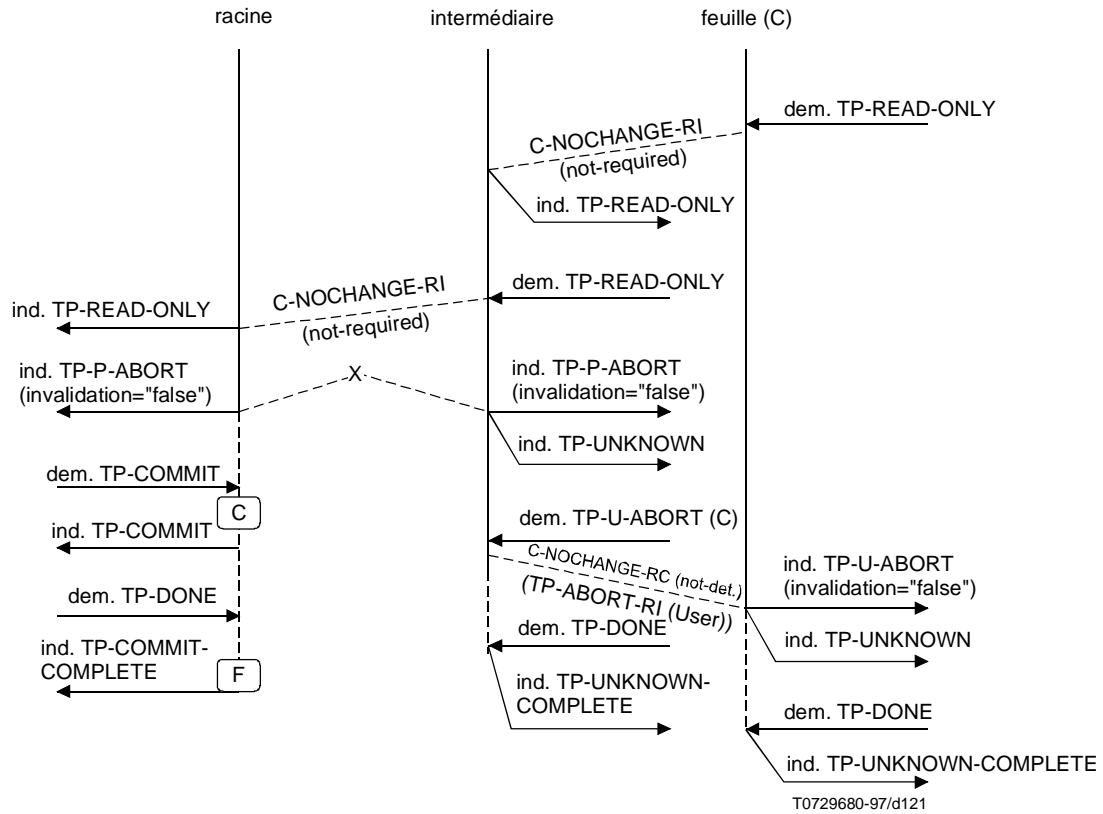 racine
intermédiaire
feuille (C)
dem. TP-READ-ONLY
C-NOCHANGE-RI
(not-required)
ind. TP-READ-ONLY
dem. TP-READ-ONLY
C-NOCHANGE-RI
(not-required)
ind. TP-READ-ONLY
ind. TP-P-ABORT
(invalidation="false")
X
ind. TP-P-ABORT
(invalidation="false")
ind. TP-UNKNOWN
dem. TP-COMMIT
C
ind. TP-COMMIT
dem. TP-U-ABORT (C)
C-NOCHANGE-RC (not-det.)
(TP-ABORT-RI (User))
ind. TP-U-ABORT
(invalidation="false")
dem. TP-DONE
dem. TP-DONE
ind. TP-UNKNOWN
ind. TP-COMMIT-
COMPLETE
F
ind. TP-UNKNOWN-
COMPLETE
dem. TP-DONE
ind. TP-UNKNOWN-COMPLETE
T0729680-97/d121